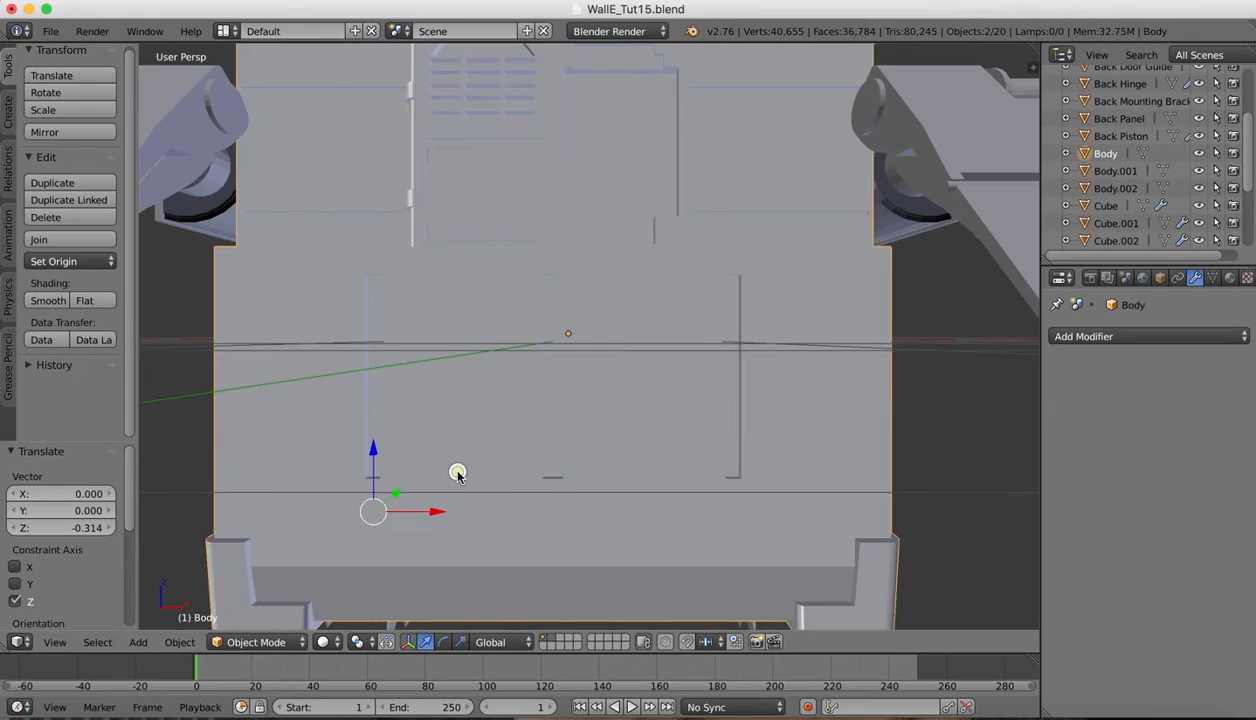 WallE_Tut15.blend
File Render Window Help Default Scene Blender Render v2.76 | Verts:40,655 | Faces:36,784 | Tris:80,245 | Objects:2/20 | Lamps:0/0 | Mem:32.75M | Body
Tools
Create
Relations
Animation
Physics
Grease Pencil
Transform
Translate
Rotate
Scale
Mirror
Edit
Duplicate
Duplicate Linked
Delete
Join
Set Origin
Shading:
Smooth Flat
Data Transfer:
Data Data La
History
Translate
Vector
X: 0.000
Y: 0.000
Z: -0.314
Constraint Axis
X
Y
Z
Orientation
User Persp
(1) Body
View Search All Scenes
Back Door Guide
Back Hinge
Back Mounting Brack
Back Panel
Back Piston
Body
Body.001
Body.002
Cube
Cube.001
Cube.002
Body
Add Modifier
View Select Add Object Object Mode Global
-60 -40 -20 0 20 40 60 80 100 120 140 160 180 200 220 240 260 280
View Marker Frame Playback Start: 1 End: 250 1 No Sync